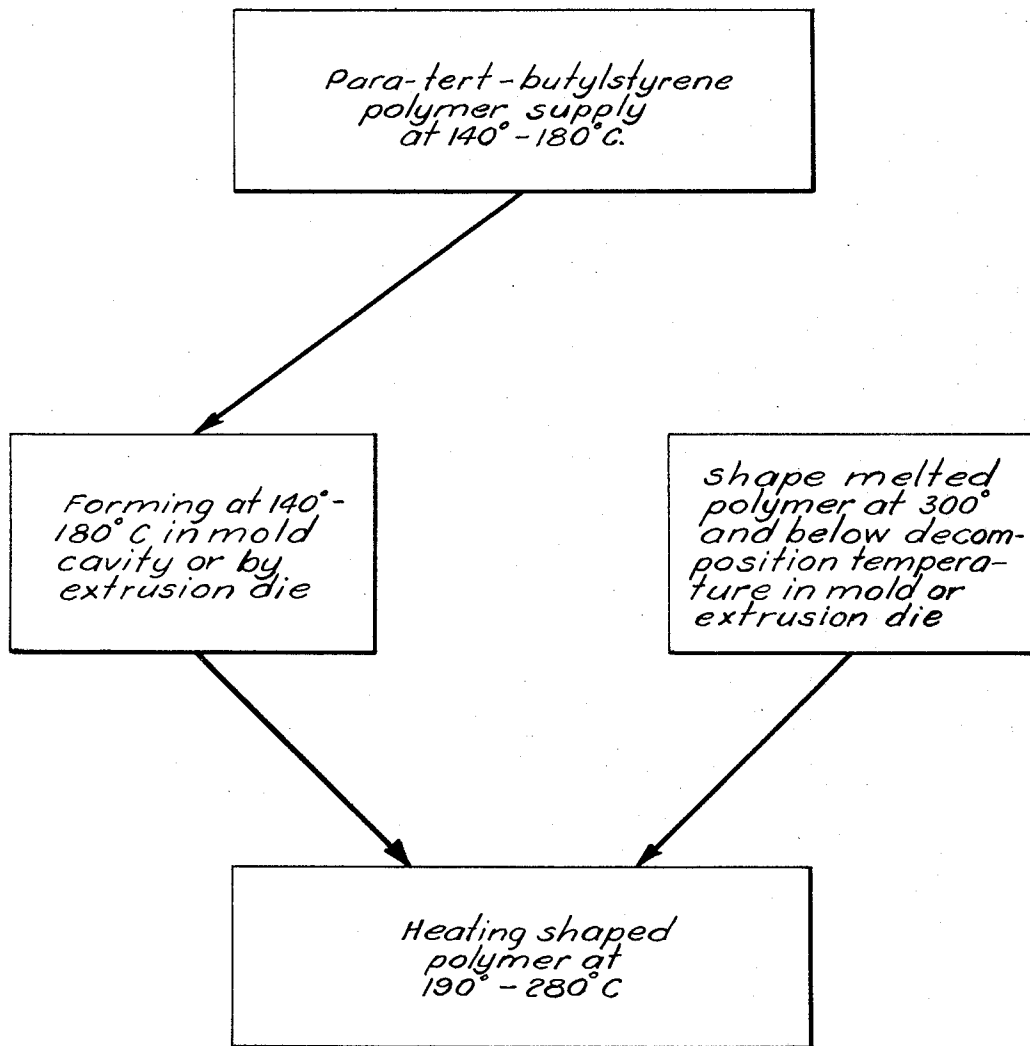 Para-tert-butylstyrene
polymer supply
at 140°-180°C.
Forming at 140°-
180°C in mold
cavity or by
extrusion die
shape melted
polymer at 300°
and below decom-
position tempera-
ture in mold or
extrusion die
Heating shaped
polymer at
190°-280°C